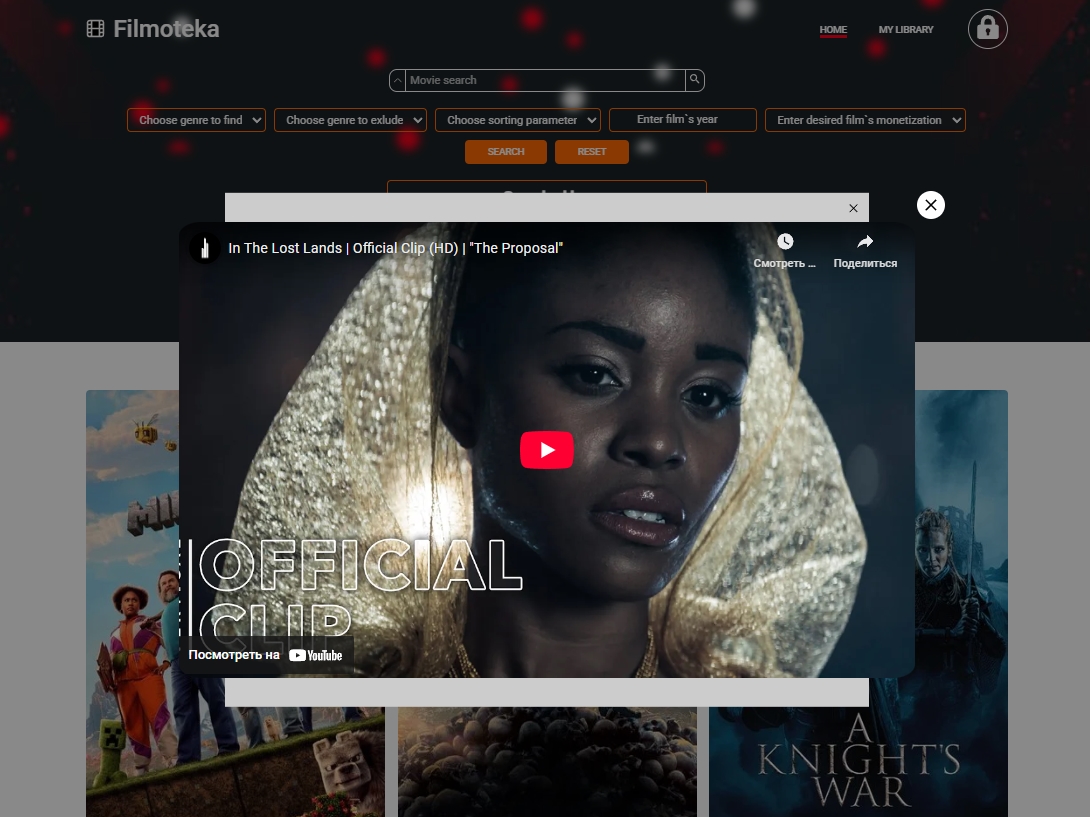 Filmoteka
HOME
MY LIBRARY
Movie search
Choose genre to find
Choose genre to exlude
Choose sorting parameter
Enter film`s year
Enter desired film`s monetization
SEARCH
RESET
In The Lost Lands | Official Clip (HD) | "The Proposal"
Смотреть ...
Поделиться
OFFICIAL
CLIP
Посмотреть на YouTube
A
KNIGHT'S
WAR